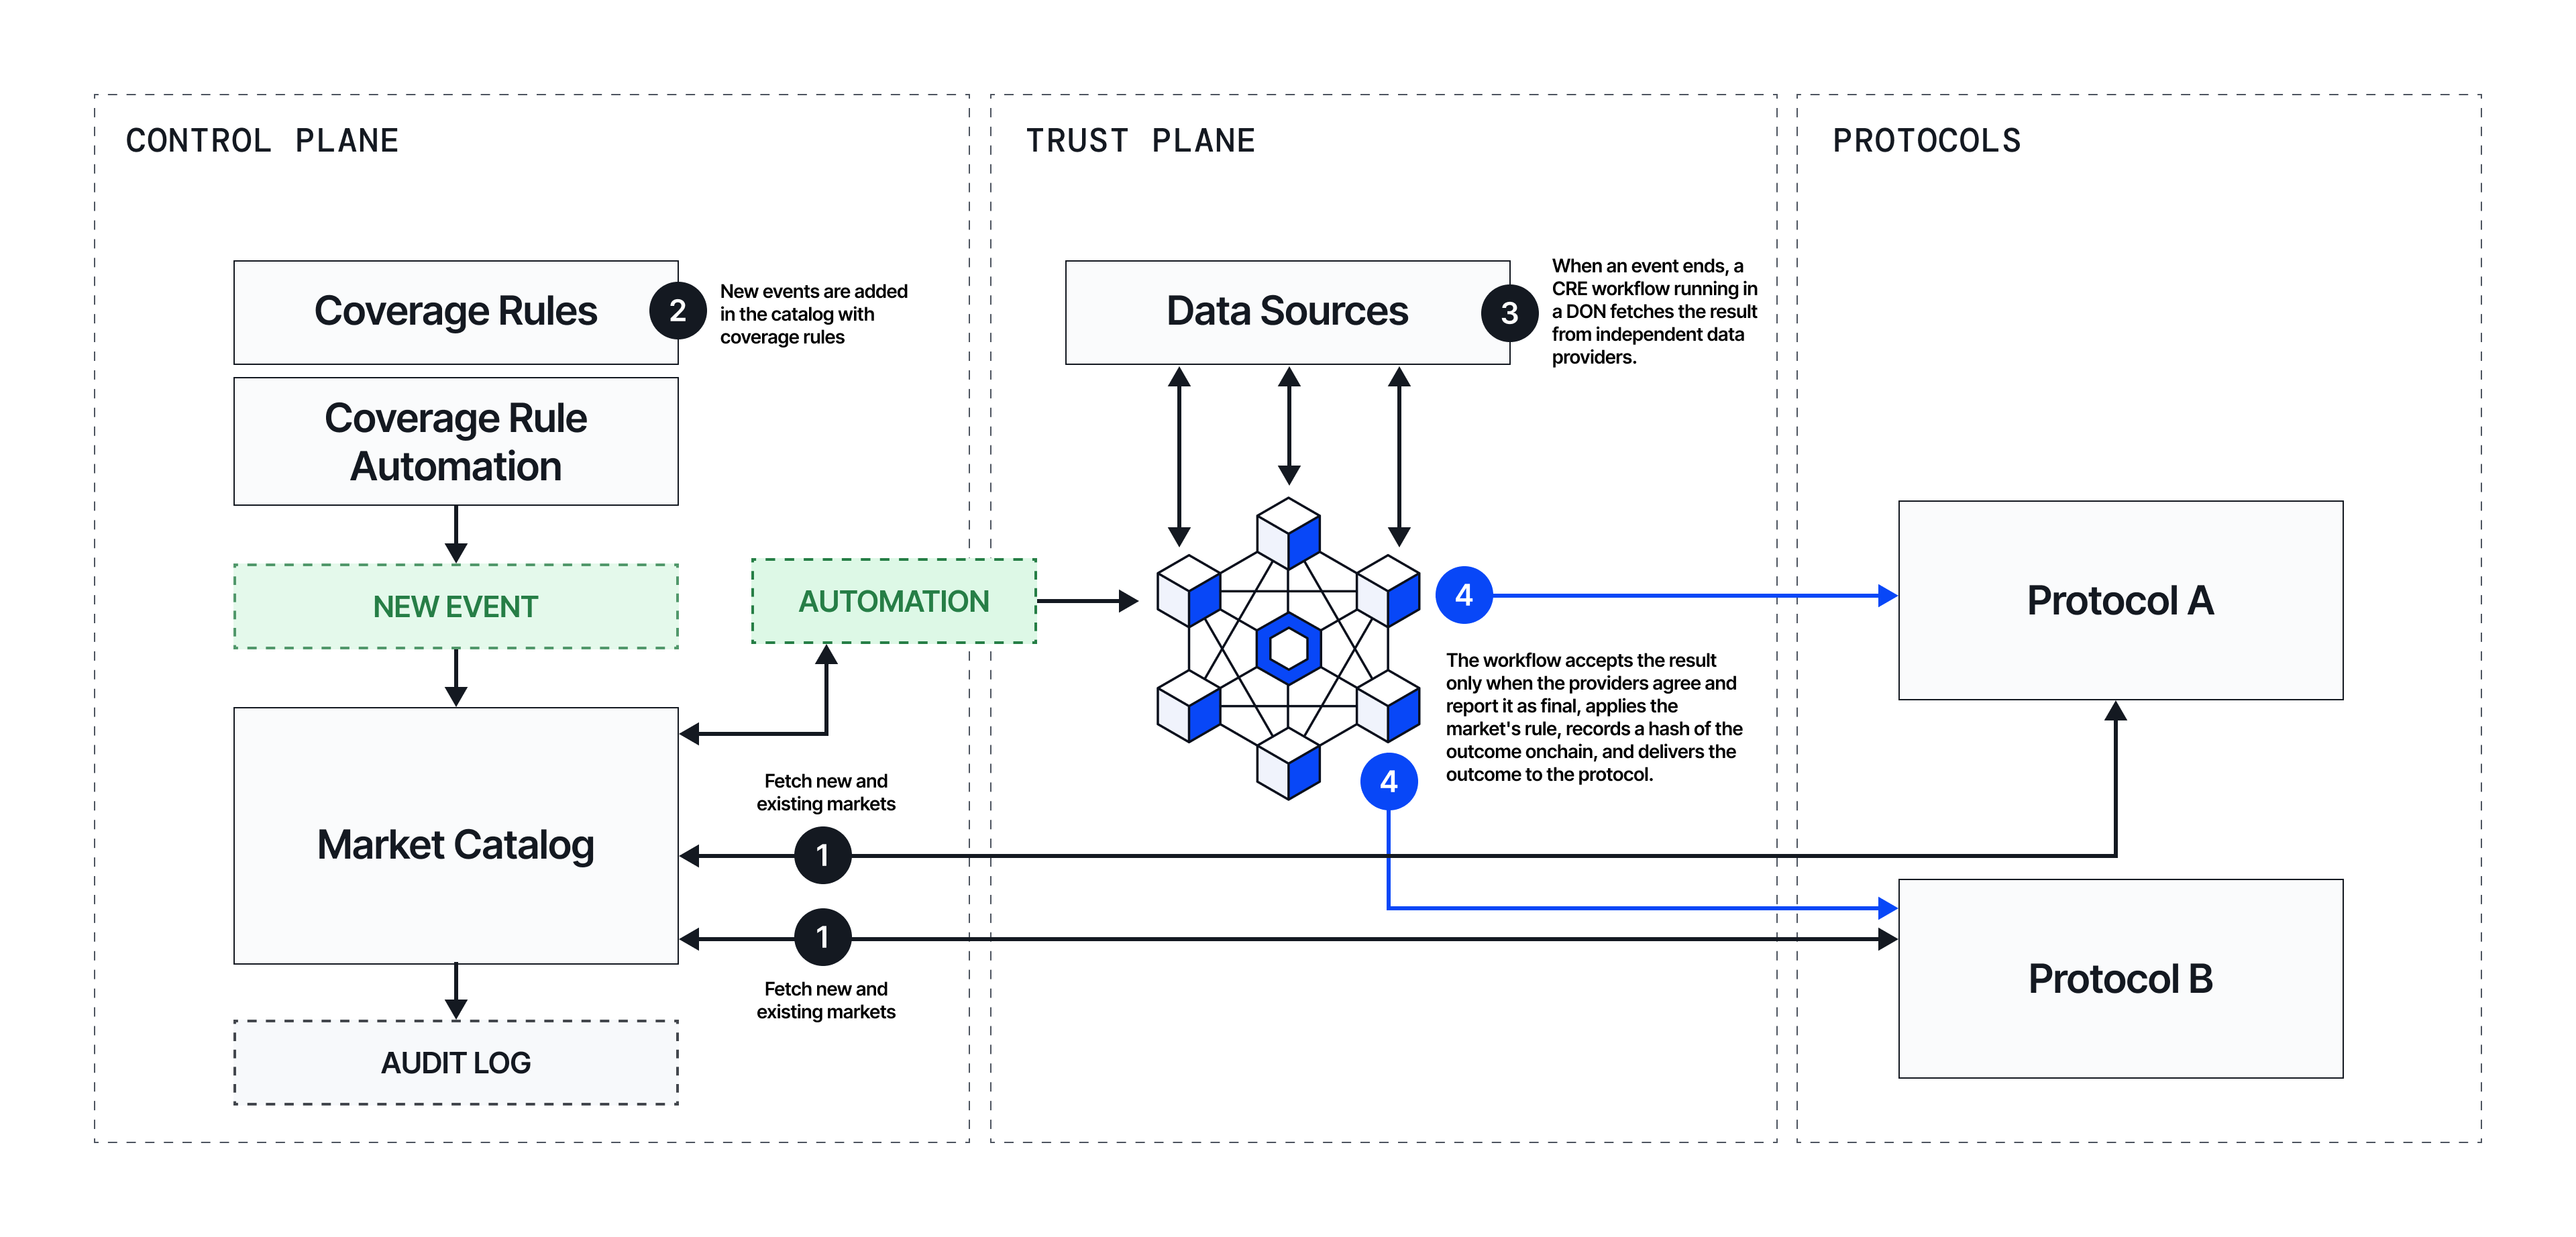 CONTROL PLANE
Coverage Rules
2
New events are added
in the catalog with
coverage rules
Coverage Rule
Automation
NEW EVENT
AUTOMATION
Market Catalog
Fetch new and
existing markets
1
1
Fetch new and
existing markets
AUDIT LOG
TRUST PLANE
Data Sources
3
When an event ends, a
CRE workflow running in
a DON fetches the result
from independent data
providers.
4
The workflow accepts the result
only when the providers agree and
report it as final, applies the
market's rule, records a hash of the
outcome onchain, and delivers the
outcome to the protocol.
4
PROTOCOLS
Protocol A
Protocol B